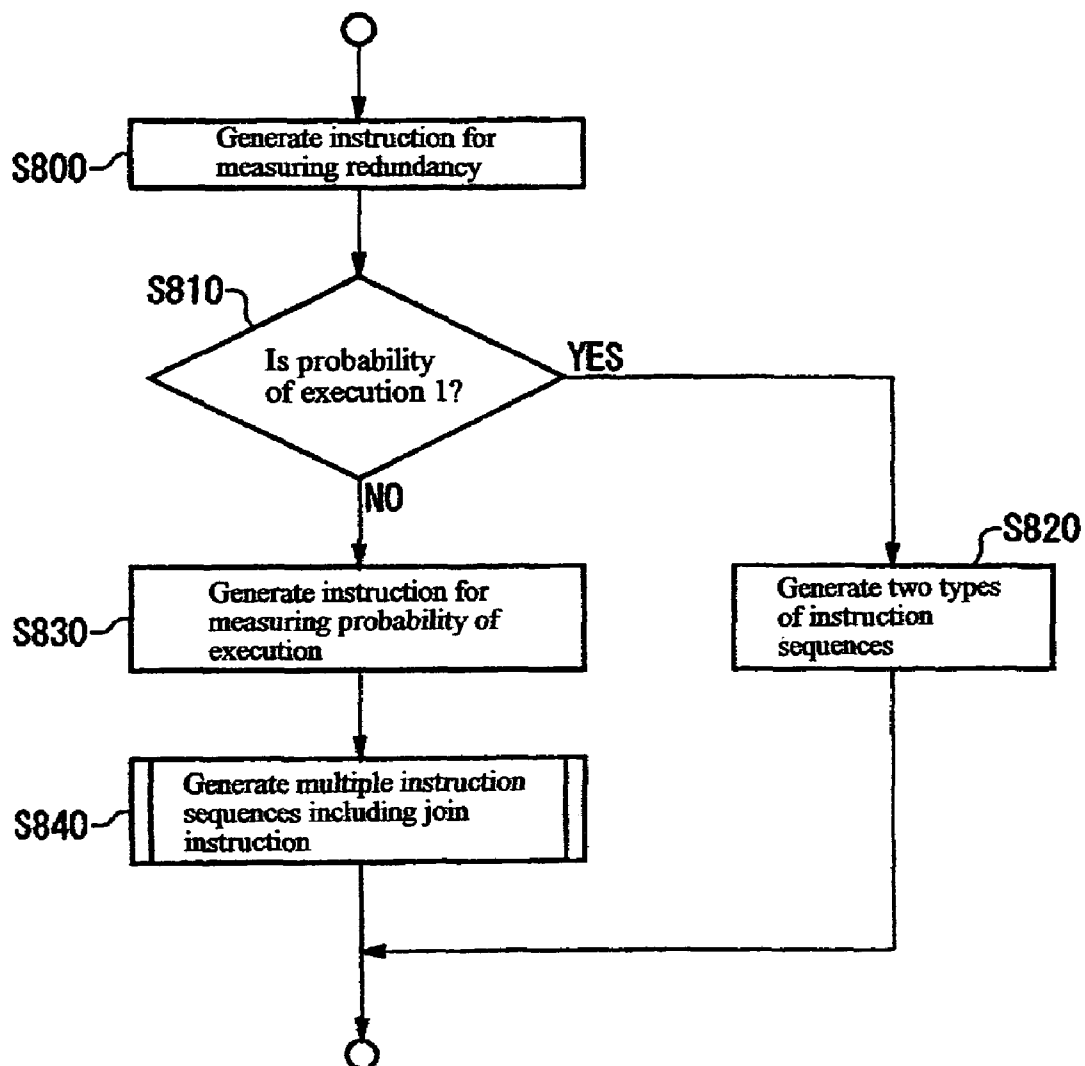 Generate instruction for
measuring redundancy
S800
S810
Is probability
of execution 1?
YES
NO
S820
Generate two types
of instruction
sequences
Generate instruction for
measuring probability of
execution
S830
Generate multiple instruction
sequences including join
instruction
S840